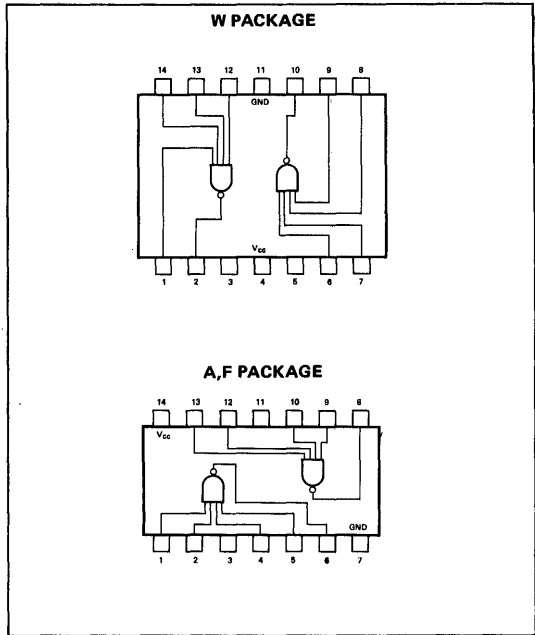 W PACKAGE
14 13 12 11 10 9 8
GND
Vcc
1 2 3 4 5 6 7
A,F PACKAGE
14 13 12 11 10 9 8
Vcc
GND
1 2 3 4 5 6 7